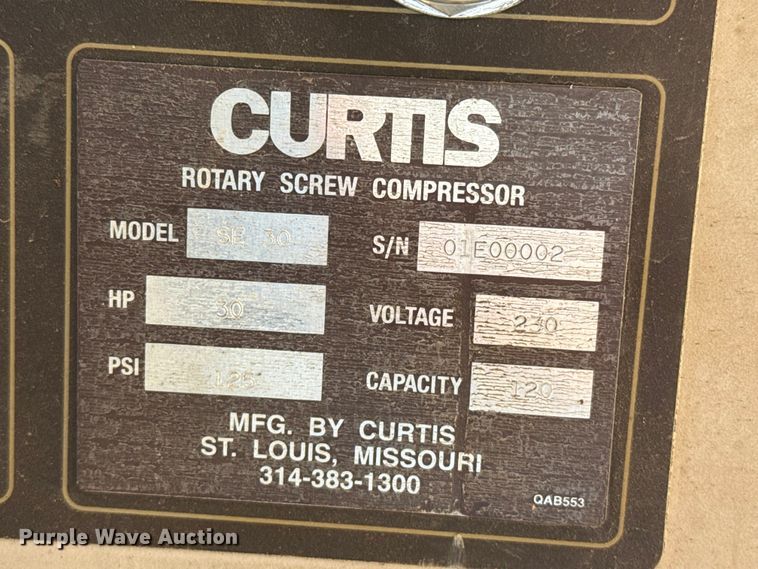 CURTIS
ROTARY SCREW COMPRESSOR
MODEL SE 30 S/N 01E00002
HP 30 VOLTAGE 230
PSI 125 CAPACITY 120
MFG. BY CURTIS
ST. LOUIS, MISSOURI
314-383-1300
QAB553
Purple Wave Auction